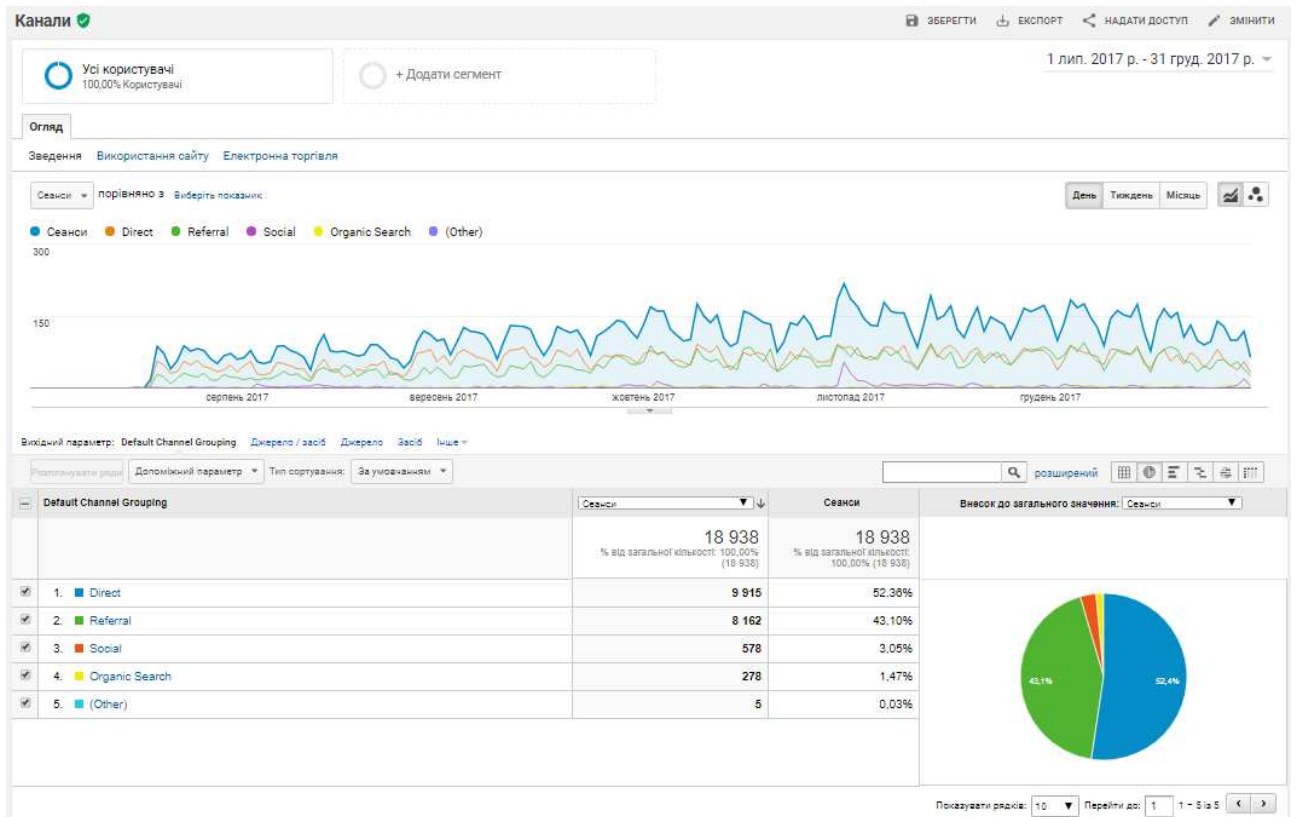 Канали
ЗБЕРЕГТИ ЕКСПОРТ НАДАТИ ДОСТУП ЗМІНИТИ
Усі користувачі
100,00% Користувачі
+ Додати сегмент
1 лип. 2017 р. - 31 груд. 2017 р.
Огляд
Зведення Використання сайту Електронна торгівля
Сеанси порівняно з Виберіть показник
День Тиждень Місяць
Сеанси Direct Referral Social Organic Search (Other)
300
150
серпень 2017 вересень 2017 жовтень 2017 листопад 2017 грудень 2017
Вихідний параметр: Default Channel Grouping Джерело / засіб Джерело Засіб Інше
Допоміжний параметр Тип сортування: За умовчанням розширений
Default Channel Grouping Сеанси Сеанси Внесок до загального значення: Сеанси
18 938 18 938
% від загальної кількості: 100,00% % від загальної кількості:
(18 938) 100,00% (18 938)
1. Direct 9 915 52,36%
2. Referral 8 162 43,10%
3. Social 578 3,05%
4. Organic Search 278 1,47%
5. (Other) 5 0,03%
43,1% 52,4%
Показувати рядків: 10 Перейти до: 1 1 – 5 із 5